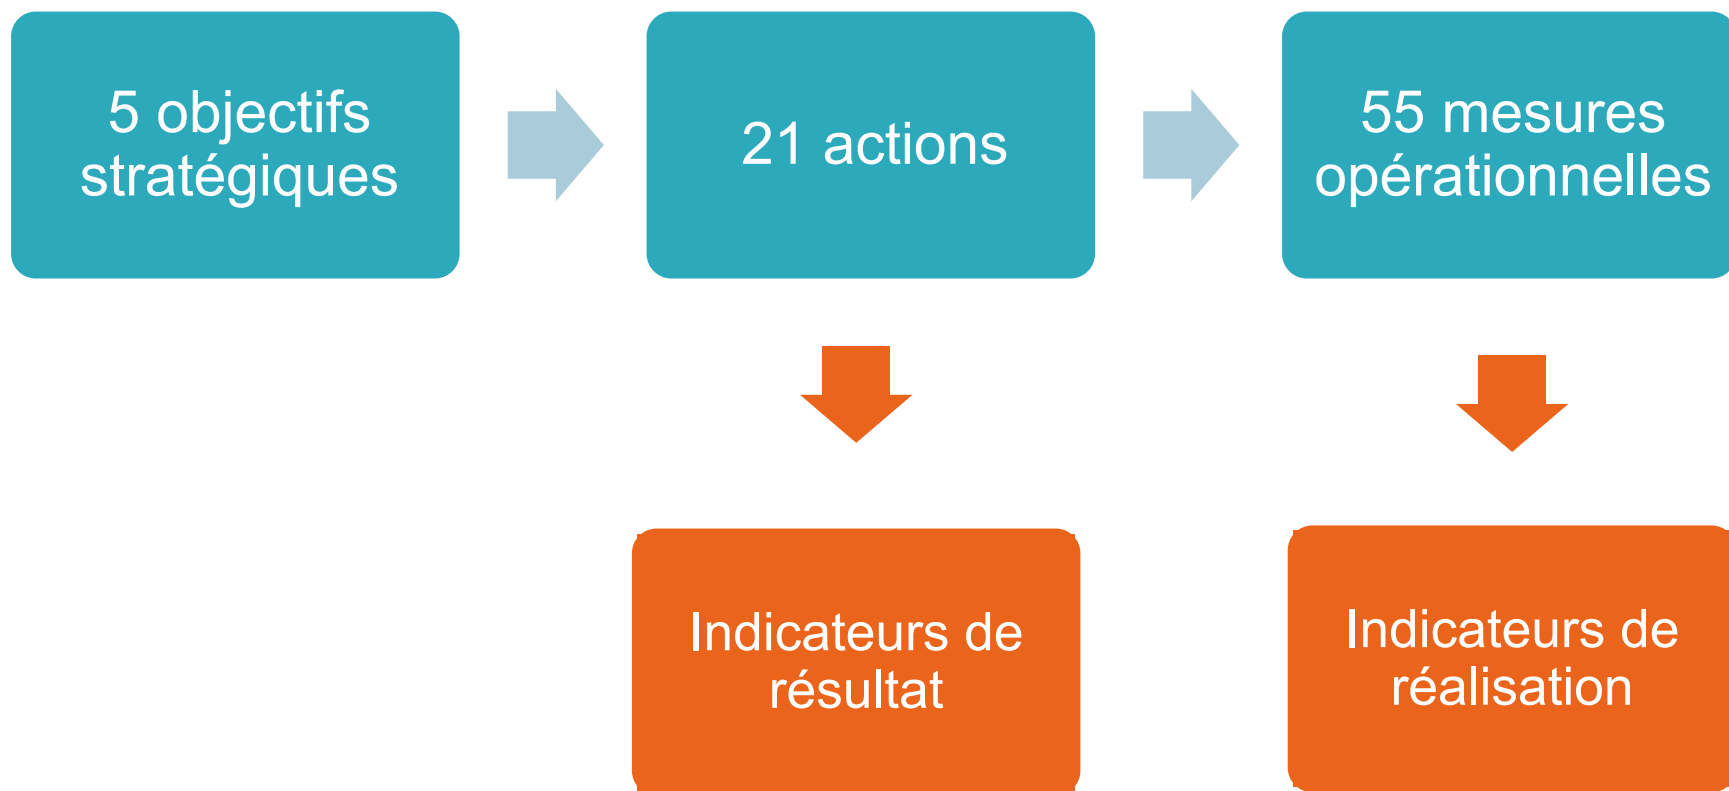 5 objectifs
stratégiques
21 actions
55 mesures
opérationnelles
Indicateurs de
résultat
Indicateurs de
réalisation